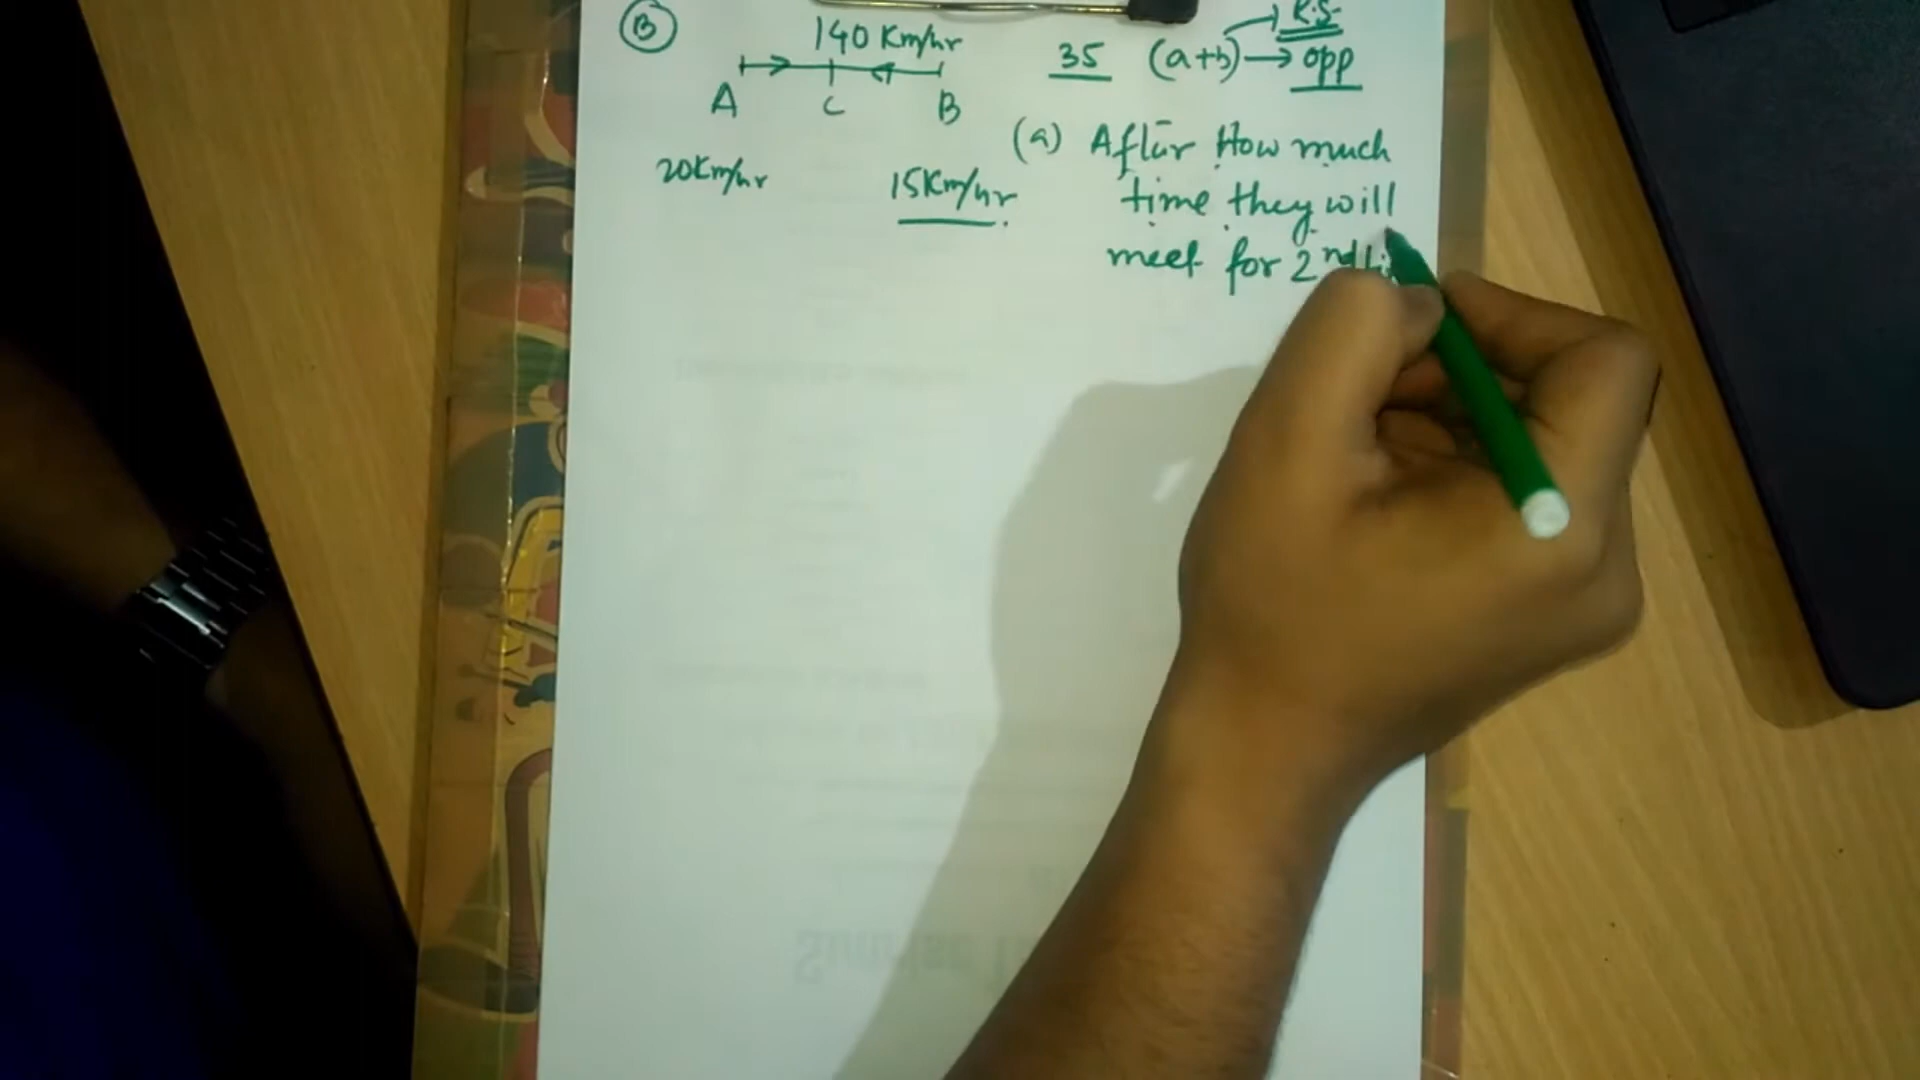 B
140 Km/hr
A C B
20Km/hr 15Km/hr
35 (a+b) → R.S.
→ opp
(a) After How much
time they will
meet for 2nd